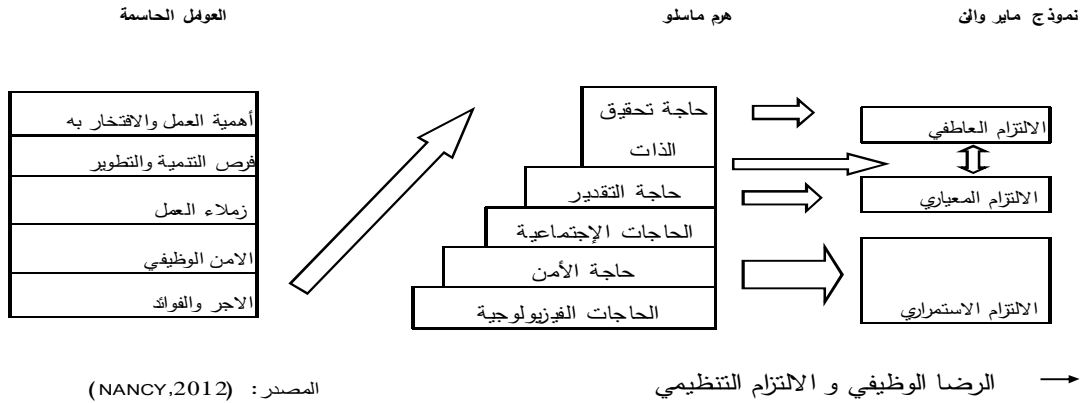 نموذج ماير والن
هرم ماسلو
العوامل الحاسمة
الالتزام العاطفي
الالتزام المعياري
الالتزام الاستمراري
حاجة تحقيق
الذات
حاجة التقدير
الحاجات الإجتماعية
حاجة الأمن
الحاجات الفيزيولوجية
أهمية العمل والافتخار به
فرص التنمية والتطوير
زملاء العمل
الامن الوظيفي
الاجر والفوائد
الرضا الوظيفي و الالتزام التنظيمي
المصدر: (NANCY,2012)